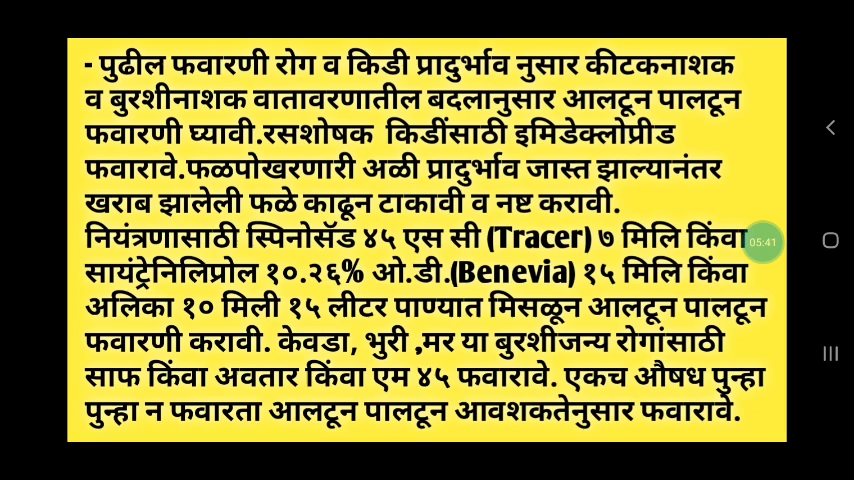 - पुढील फवारणी रोग व किडी प्रादुर्भाव नुसार कीटकनाशक
व बुरशीनाशक वातावरणातील बदलानुसार आलटून पालटून
फवारणी घ्यावी.रसशोषक किडींसाठी इमिडेक्लोप्रीड
फवारावे.फळपोखरणारी अळी प्रादुर्भाव जास्त झाल्यानंतर
खराब झालेली फळे काढून टाकावी व नष्ट करावी.
नियंत्रणासाठी स्पिनोसॅड ४५ एस सी (Tracer) ७ मिलि किंवा
05:41
सायंट्रेनिलिप्रोल १०.२६% ओ.डी.(Benevia) १५ मिलि किंवा
अलिका १० मिली १५ लीटर पाण्यात मिसळून आलटून पालटून
फवारणी करावी. केवडा, भुरी ,मर या बुरशीजन्य रोगांसाठी
साफ किंवा अवतार किंवा एम ४५ फवारावे. एकच औषध पुन्हा
पुन्हा न फवारता आलटून पालटून आवशकतेनुसार फवारावे.